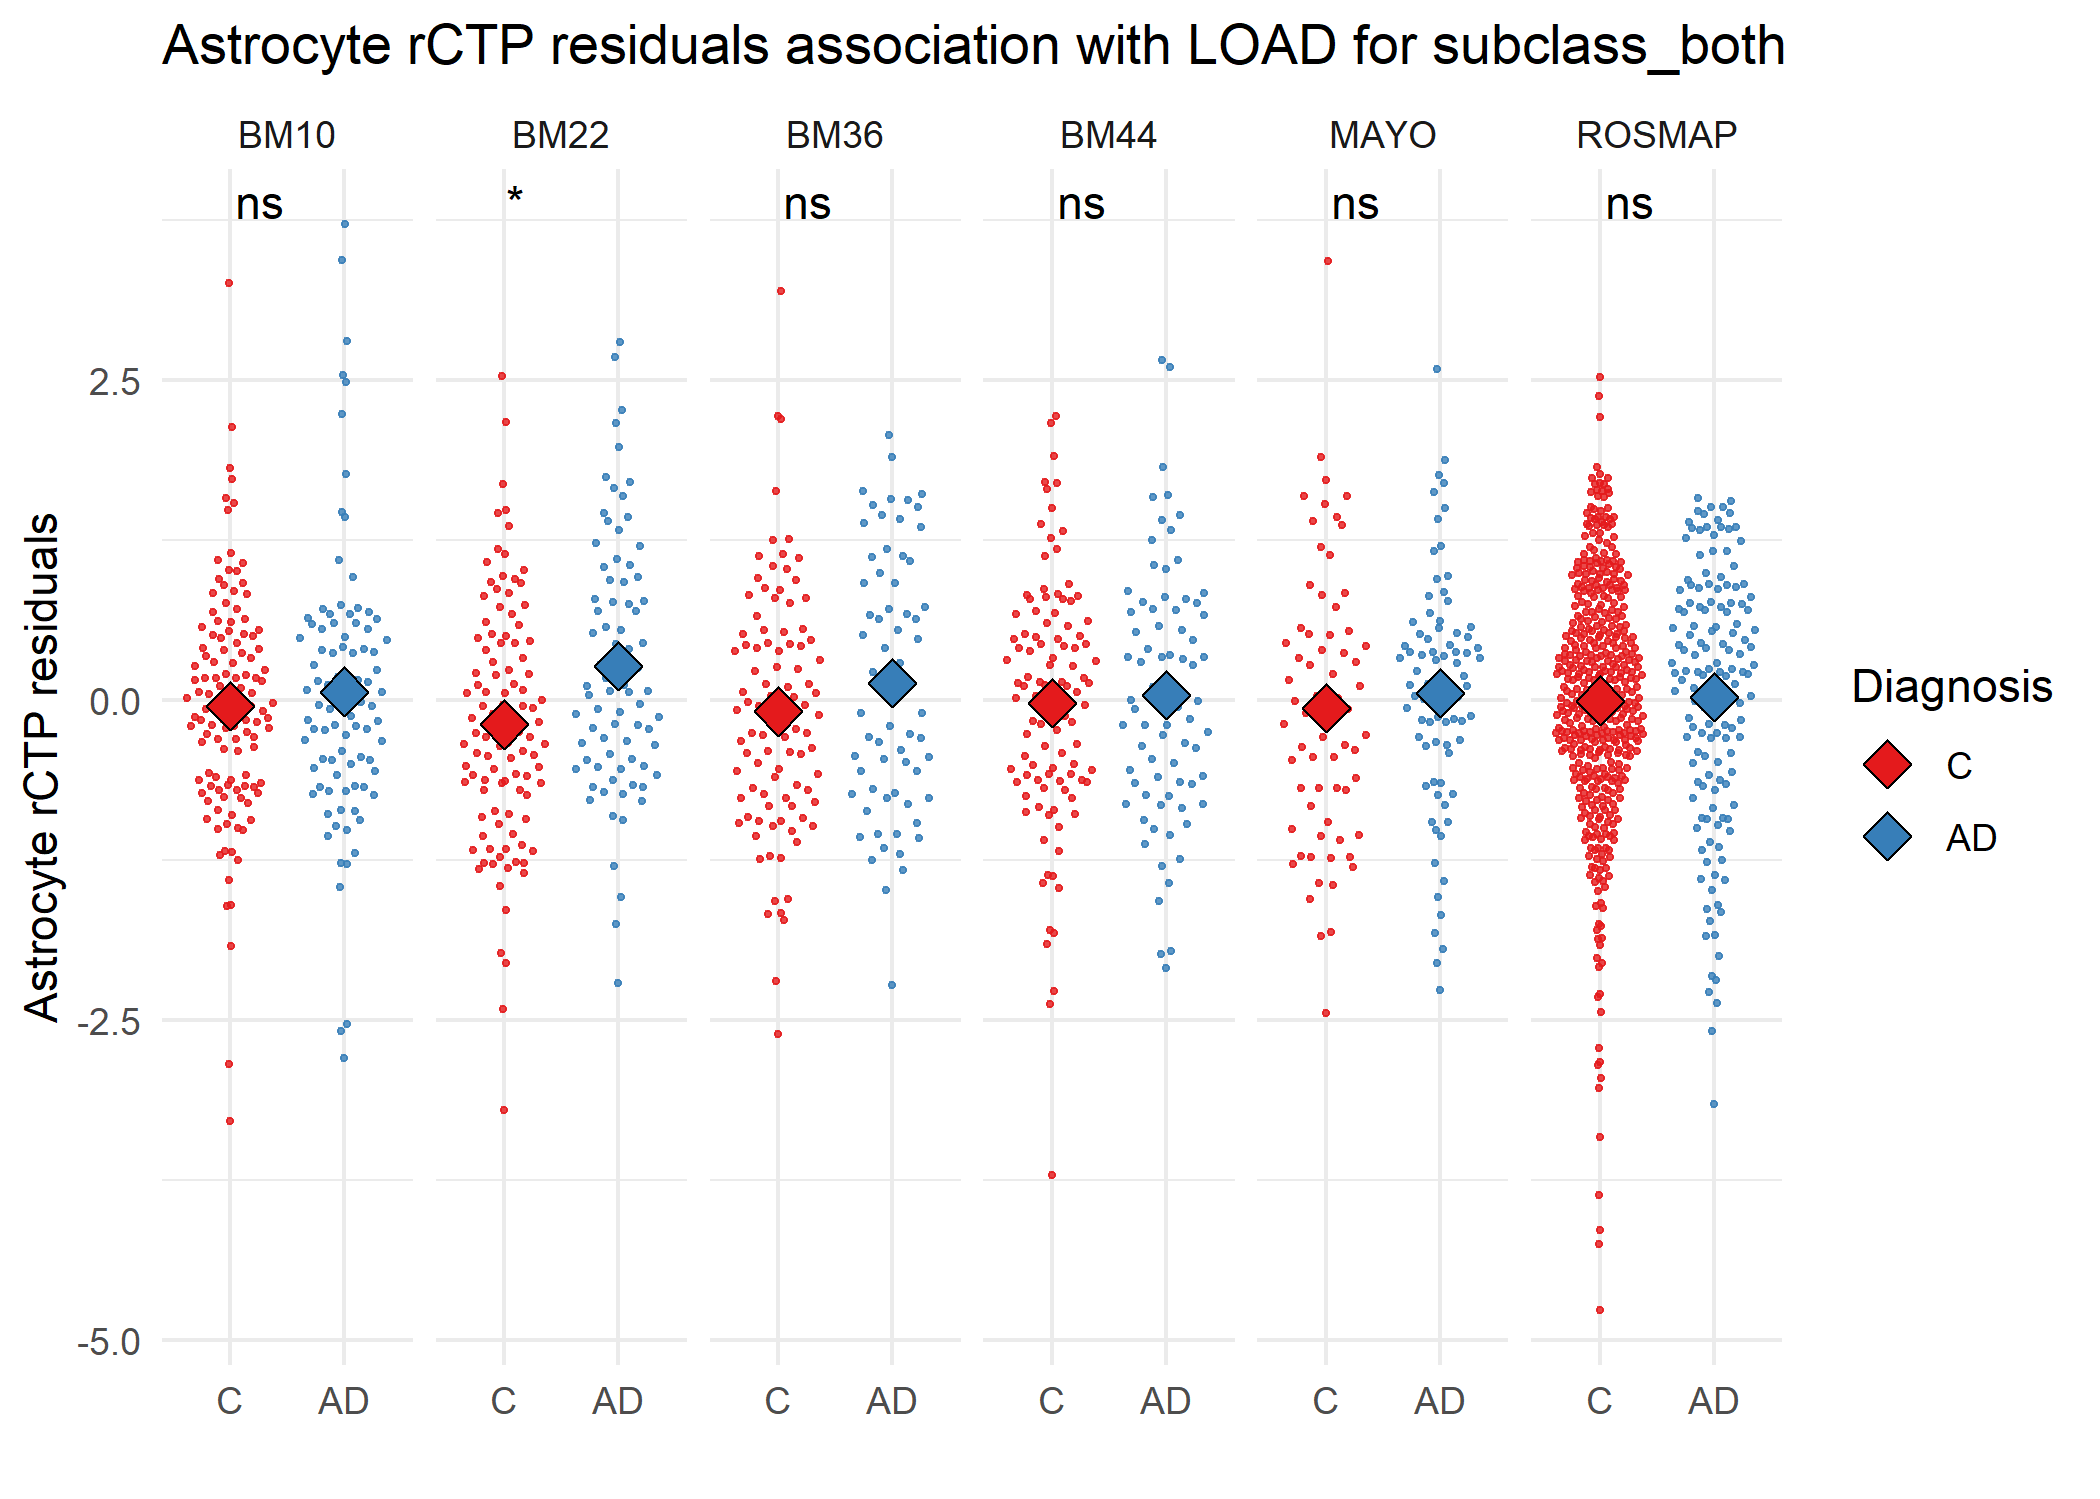 Astrocyte rCTP residuals association with LOAD for subclass_both
BM10 BM22 BM36 BM44 MAYO ROSMAP
ns * ns ns ns ns
2.5
0.0
-2.5
-5.0
Astrocyte rCTP residuals
C AD C AD C AD C AD C AD C AD
Diagnosis
C
AD